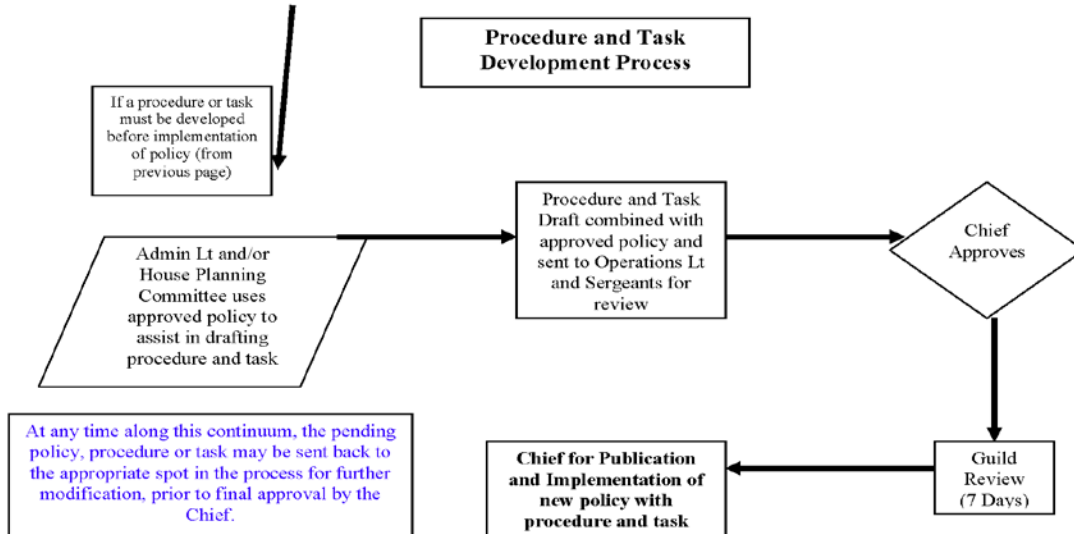 Procedure and Task
Development Process
If a procedure or task
must be developed
before implementation
of policy (from
previous page)
Admin Lt and/or
House Planning
Committee uses
approved policy to
assist in drafting
procedure and task
Procedure and Task
Draft combined with
approved policy and
sent to Operations Lt
and Sergeants for
review
Chief
Approves
At any time along this continuum, the pending
policy, procedure or task may be sent back to
the appropriate spot in the process for further
modification, prior to final approval by the
Chief.
Chief for Publication
and Implementation of
new policy with
procedure and task
Guild
Review
(7 Days)